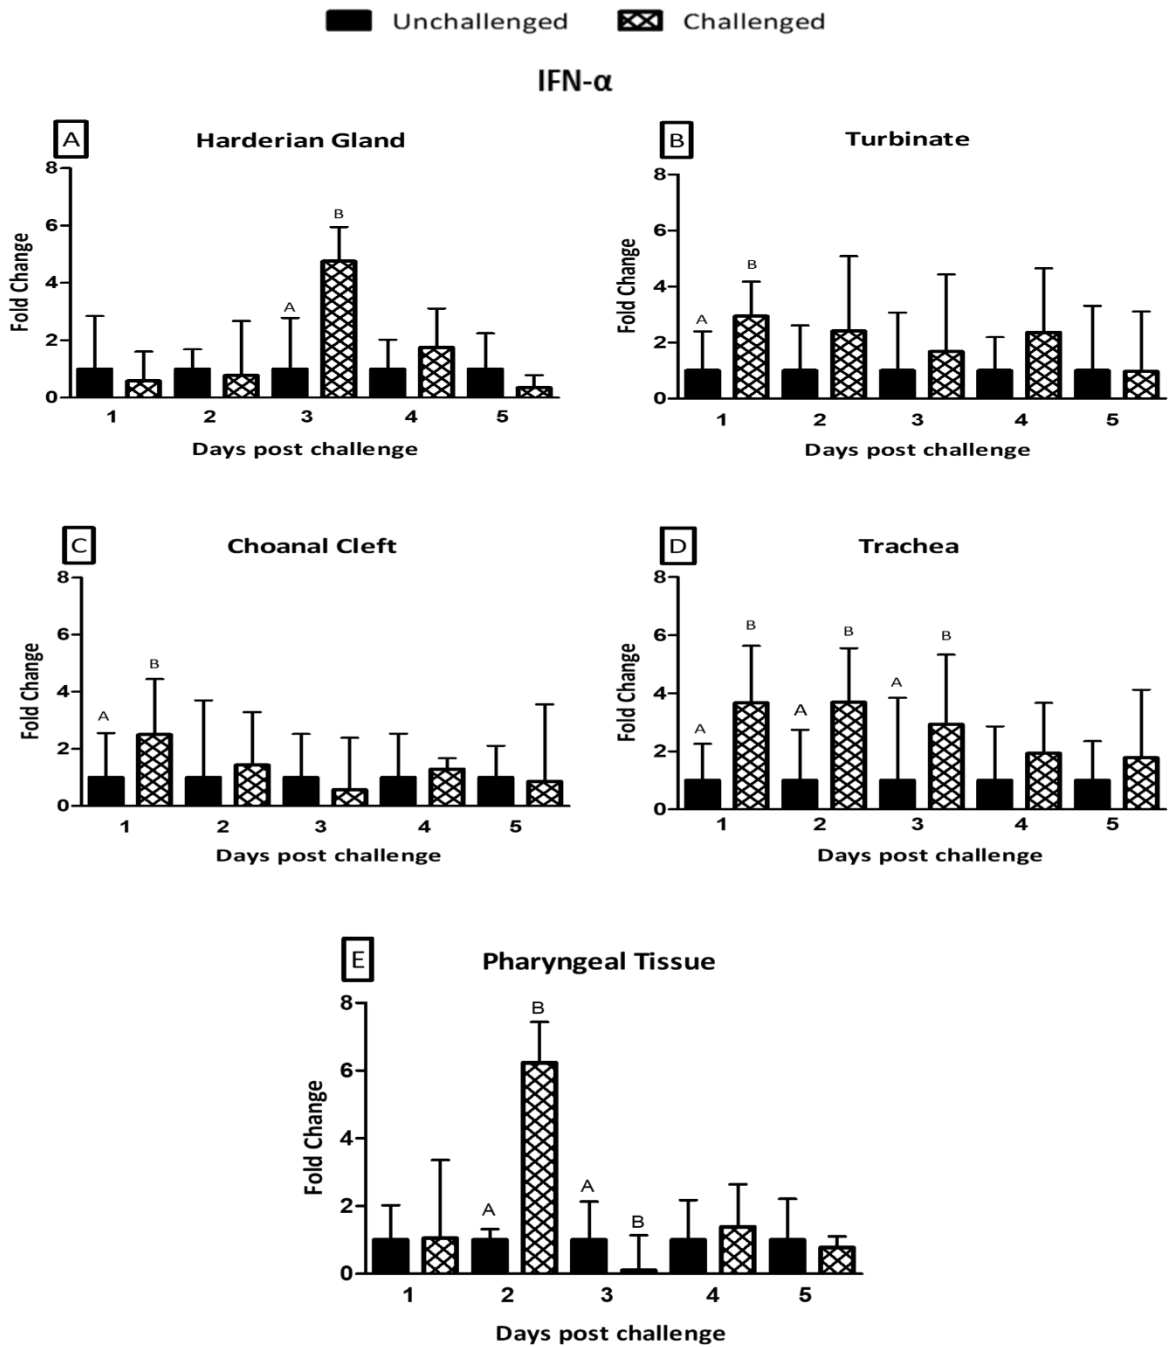 Unchallenged Challenged
IFN-α
A Harderian Gland
Fold Change
8
6
4
2
0
A
B
1 2 3 4 5
Days post challenge
B Turbinate
Fold Change
8
6
4
2
0
A
B
1 2 3 4 5
Days post challenge
C Choanal Cleft
Fold Change
8
6
4
2
0
A
B
1 2 3 4 5
Days post challenge
D Trachea
Fold Change
8
6
4
2
0
A
B
A
B
A
B
1 2 3 4 5
Days post challenge
E Pharyngeal Tissue
Fold Change
8
6
4
2
0
A
B
A
B
1 2 3 4 5
Days post challenge